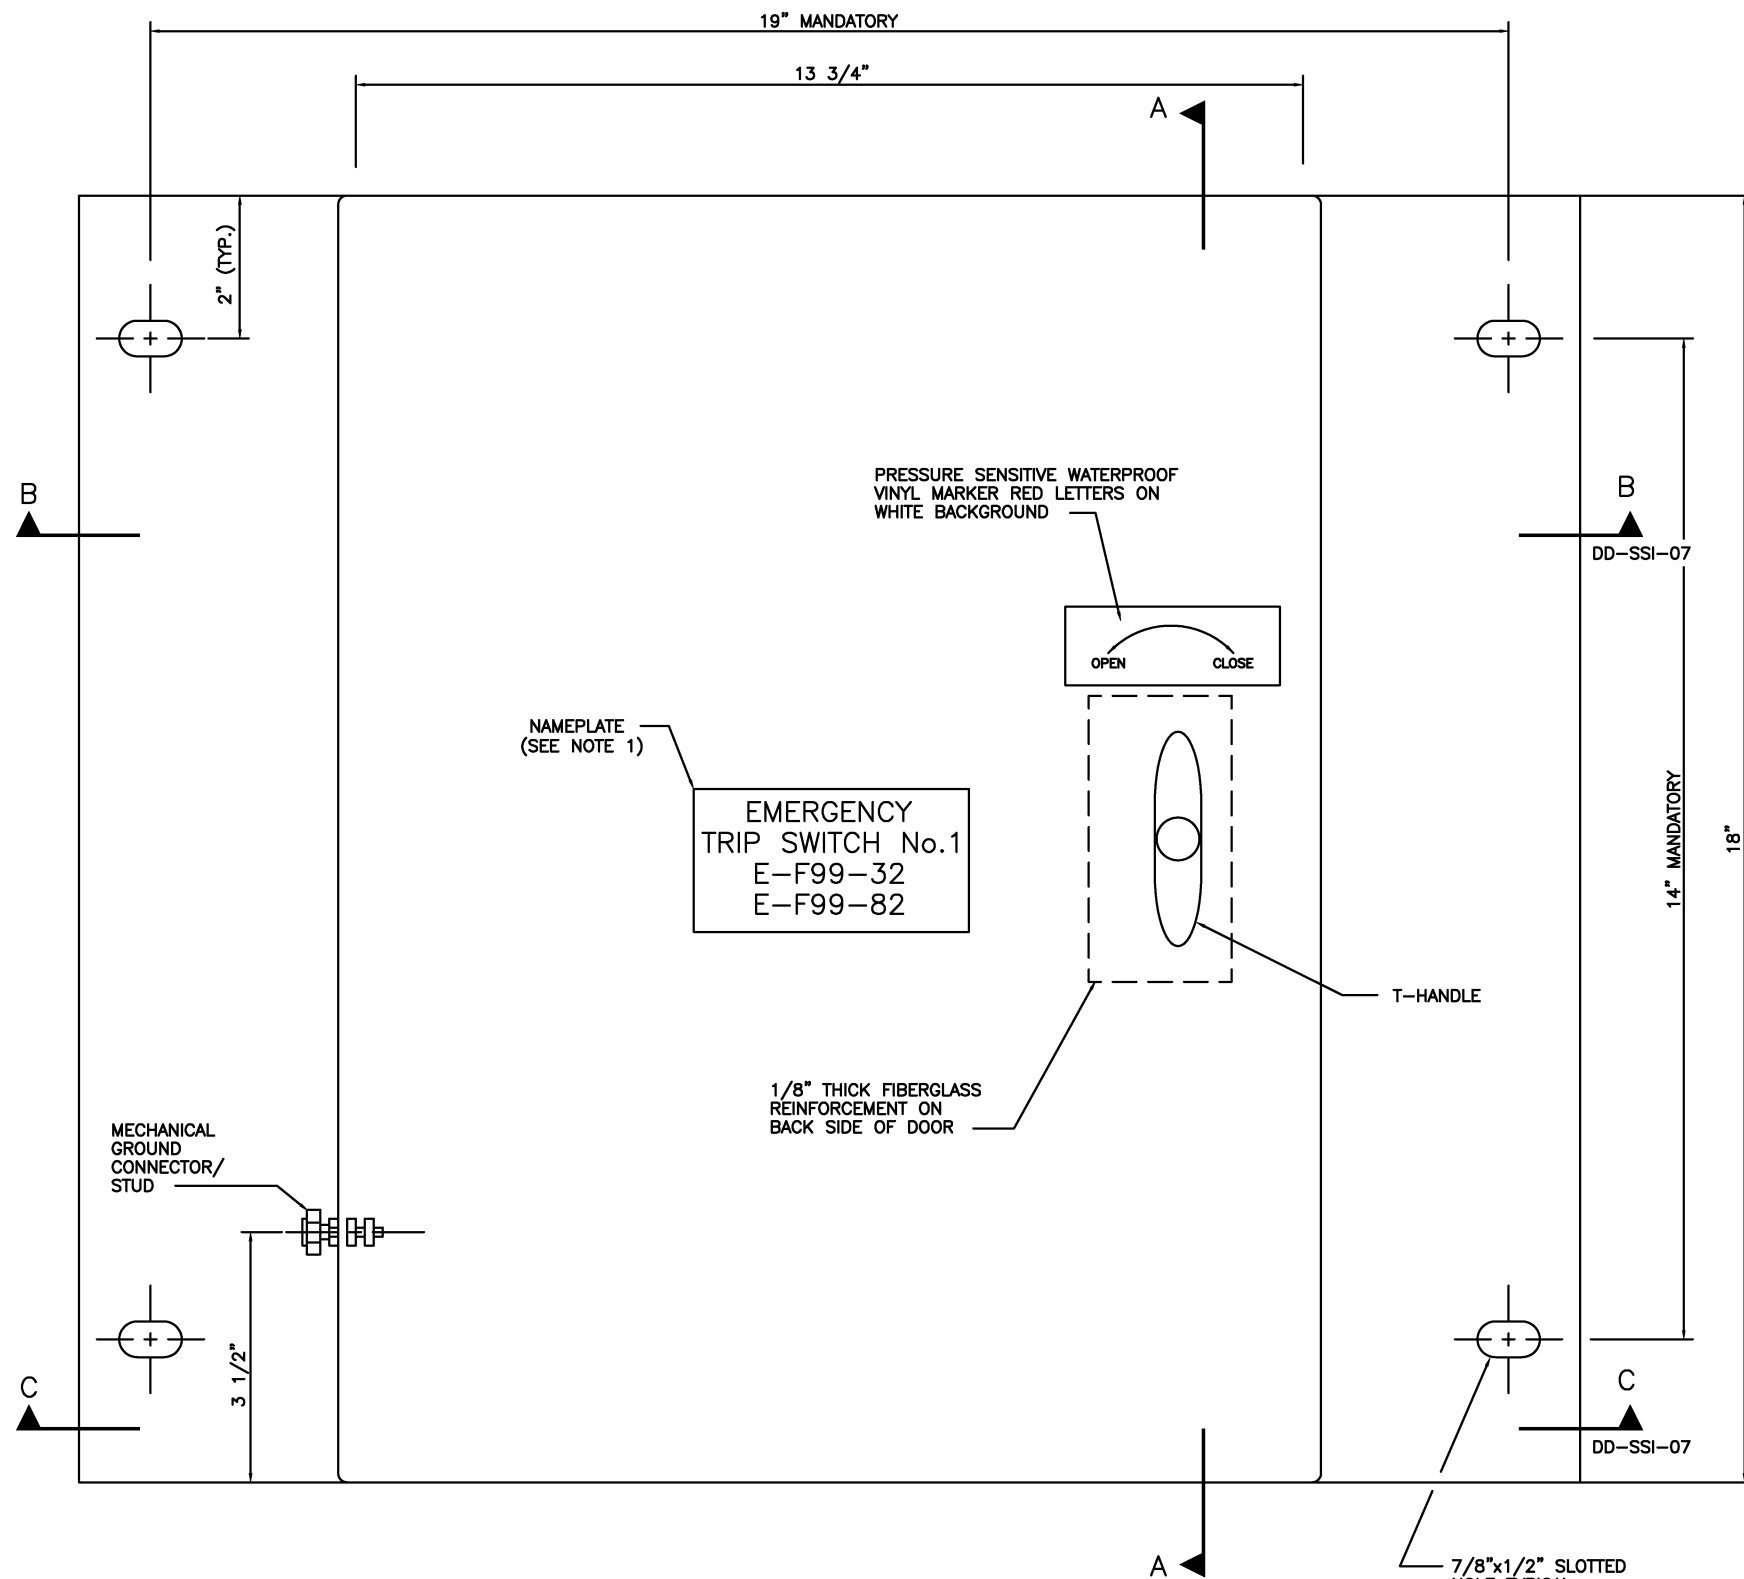 19" MANDATORY
13 3/4"
A
2" (TYP.)
B
PRESSURE SENSITIVE WATERPROOF
VINYL MARKER RED LETTERS ON
WHITE BACKGROUND
B
DD-SSI-07
OPEN CLOSE
NAMEPLATE
(SEE NOTE 1)
EMERGENCY
TRIP SWITCH No.1
E-F99-32
E-F99-82
14" MANDATORY
18"
T-HANDLE
1/8" THICK FIBERGLASS
REINFORCEMENT ON
BACK SIDE OF DOOR
MECHANICAL
GROUND
CONNECTOR/
STUD
3 1/2"
C
C
DD-SSI-07
A
7/8"x1/2" SLOTTED